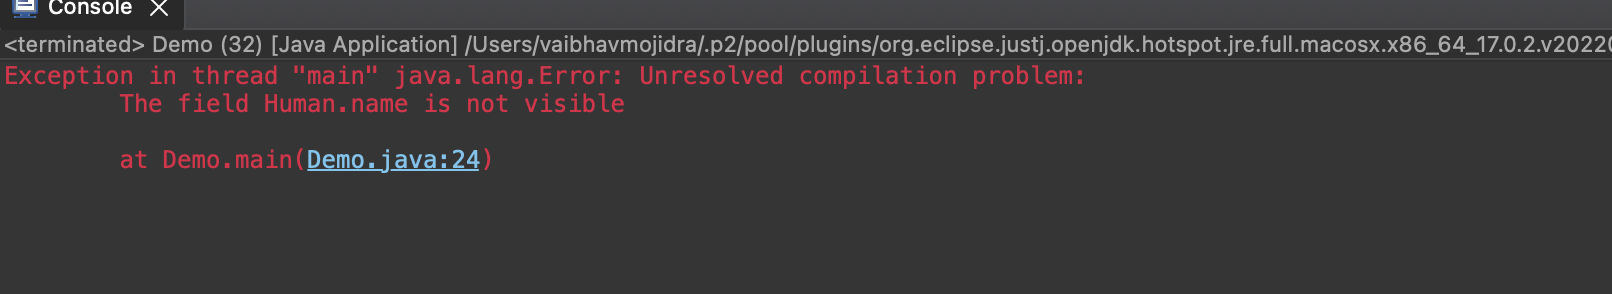 Console
<terminated> Demo (32) [Java Application] /Users/vaibhavmojidra/.p2/pool/plugins/org.eclipse.justj.openjdk.hotspot.jre.full.macosx.x86_64_17.0.2.v20220
Exception in thread "main" java.lang.Error: Unresolved compilation problem:
The field Human.name is not visible
at Demo.main(Demo.java:24)